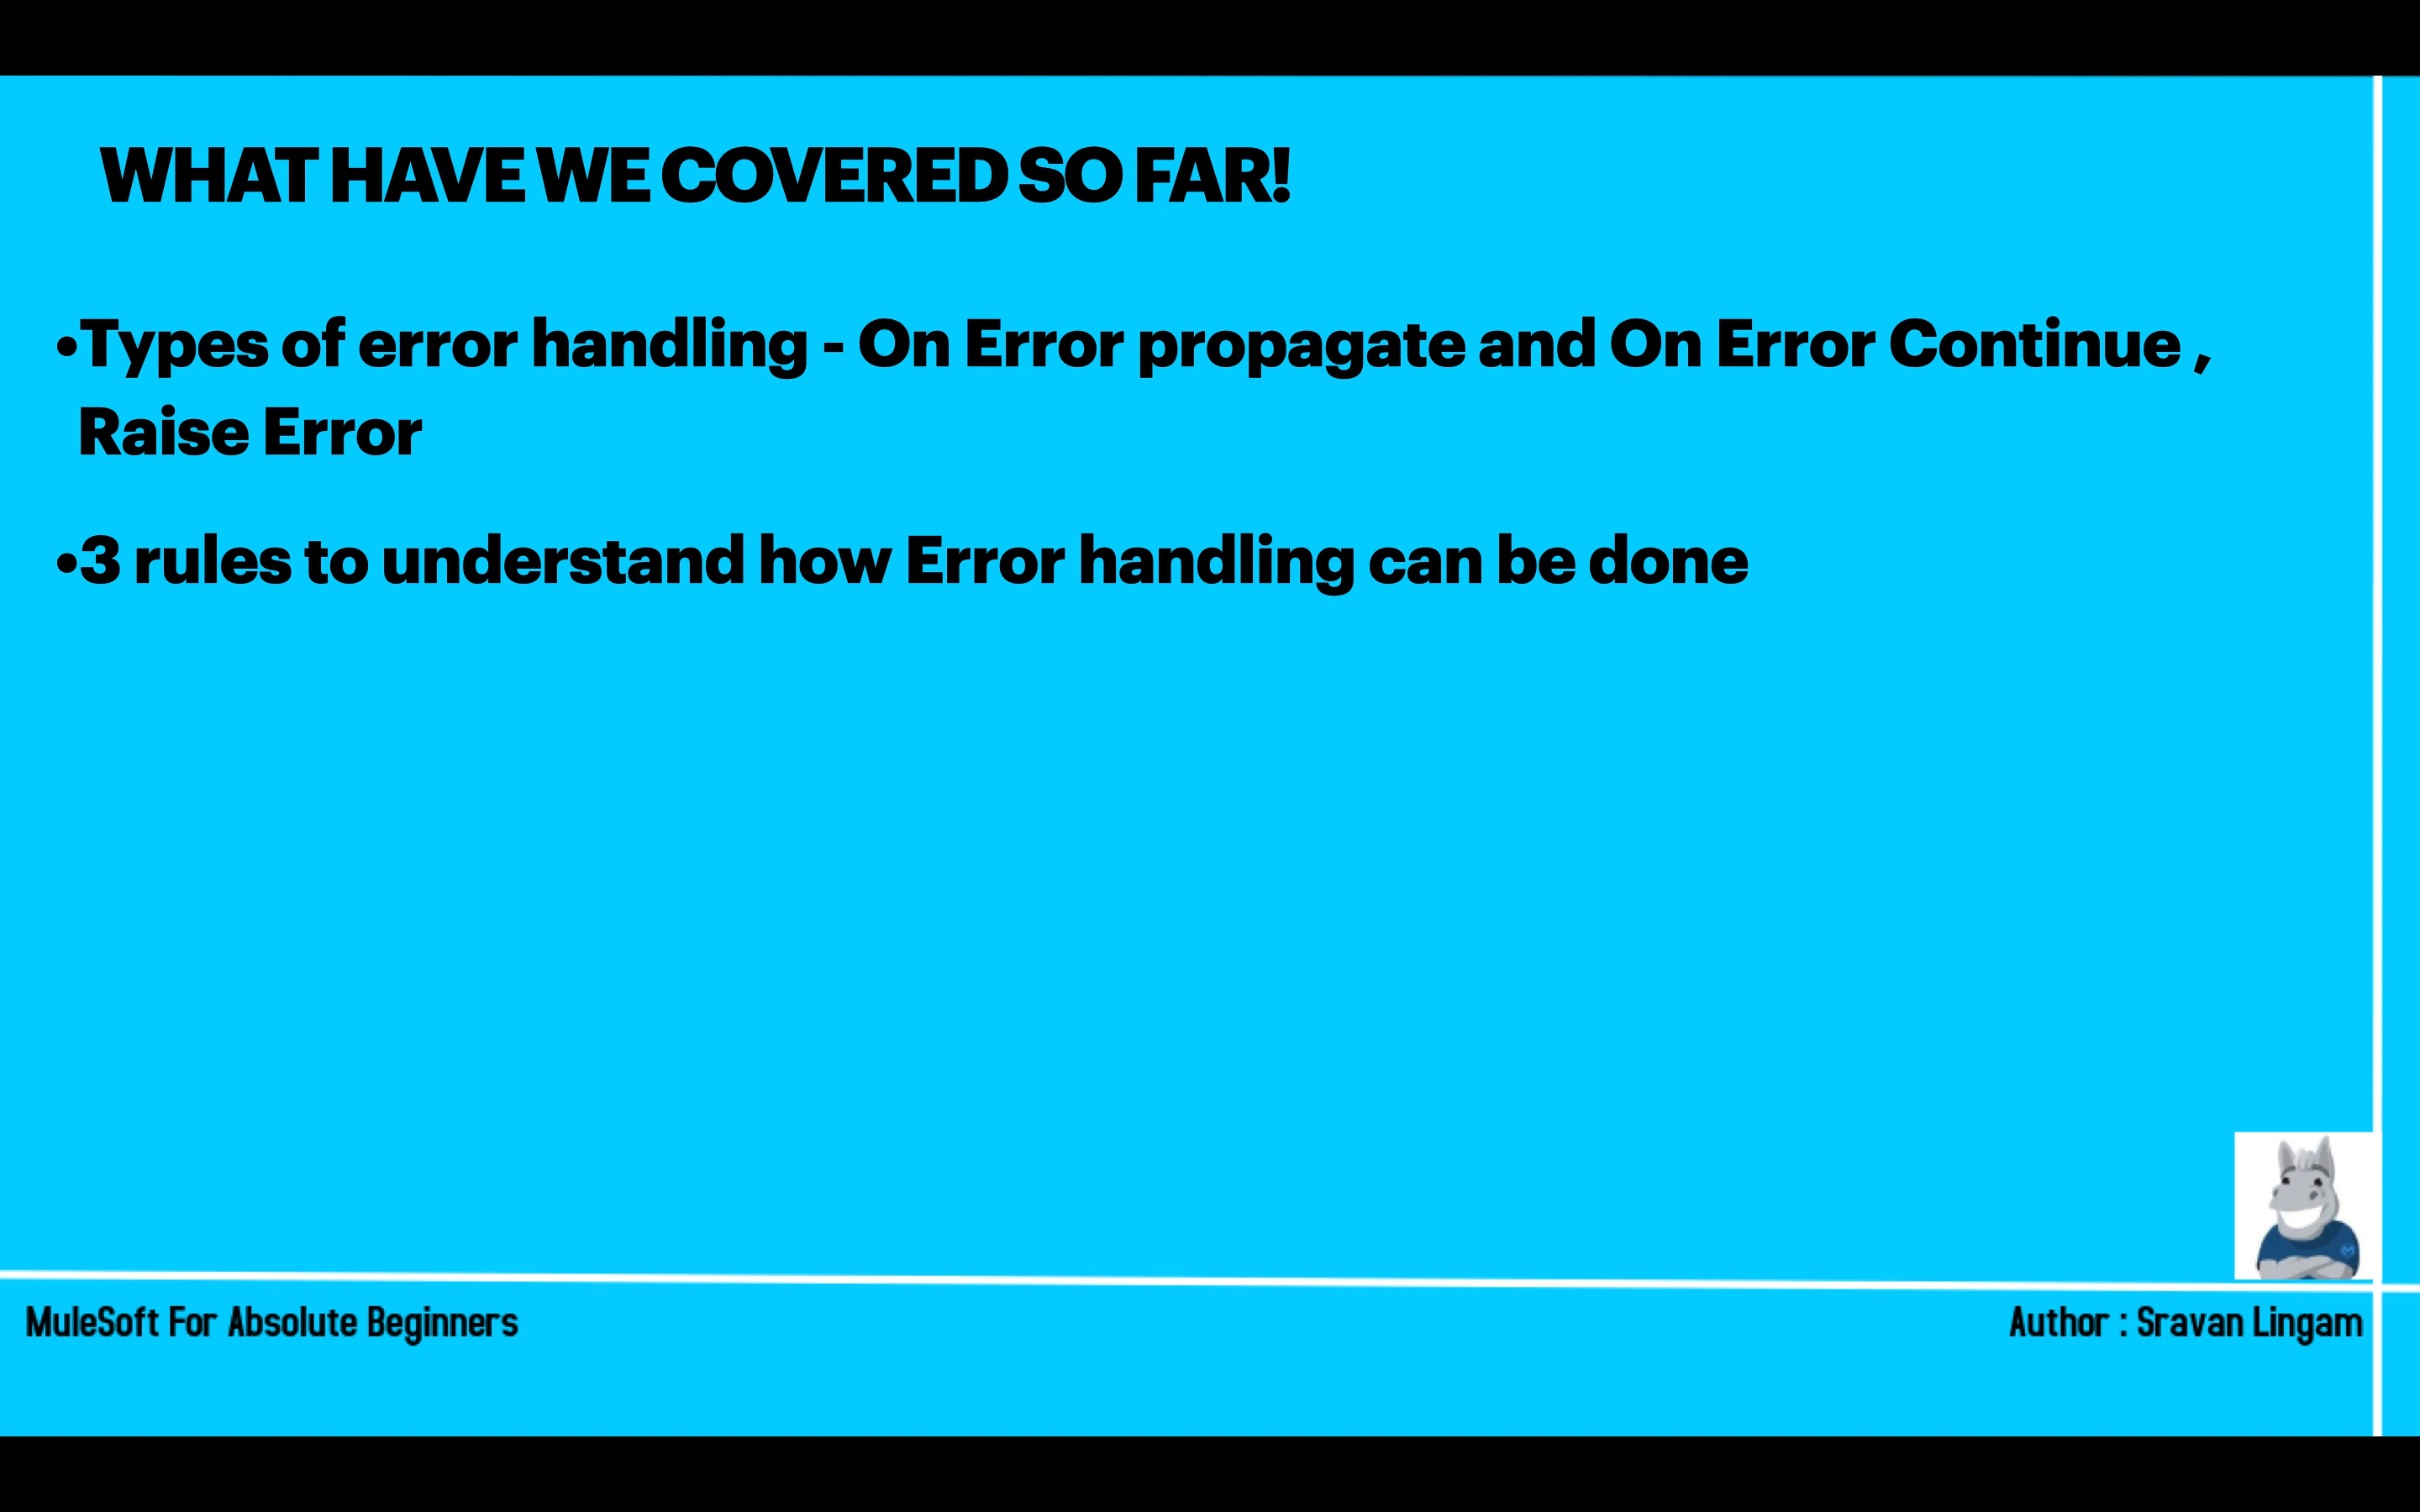 WHAT HAVE WE COVERED SO FAR!
•Types of error handling - On Error propagate and On Error Continue ,
Raise Error
•3 rules to understand how Error handling can be done
MuleSoft For Absolute Beginners
Author : Sravan Lingam